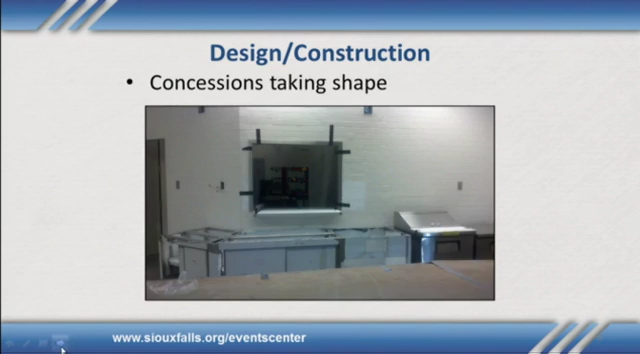 Design/Construction
• Concessions taking shape
www.siouxfalls.org/eventscenter